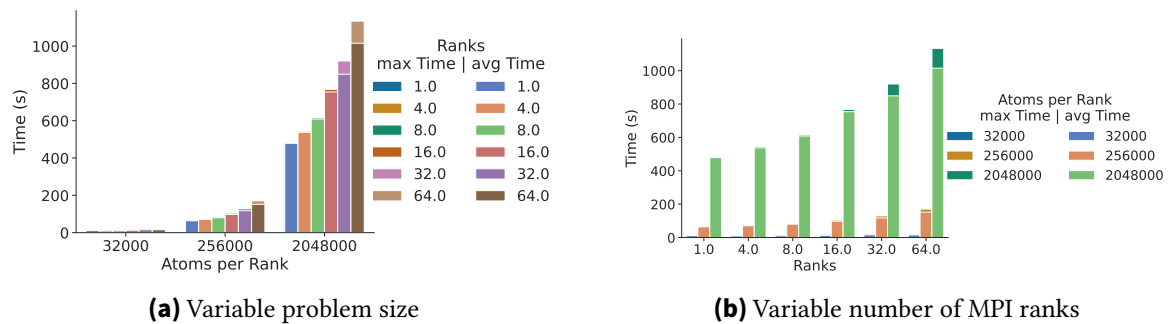 1000
800
600
400
200
0
Time (s)
32000 256000 2048000
Atoms per Rank
Ranks
max Time | avg Time
1.0 1.0
4.0 4.0
8.0 8.0
16.0 16.0
32.0 32.0
64.0 64.0
(a) Variable problem size
1000
800
600
400
200
0
Time (s)
1.0 4.0 8.0 16.0 32.0 64.0
Ranks
Atoms per Rank
max Time | avg Time
32000 32000
256000 256000
2048000 2048000
(b) Variable number of MPI ranks